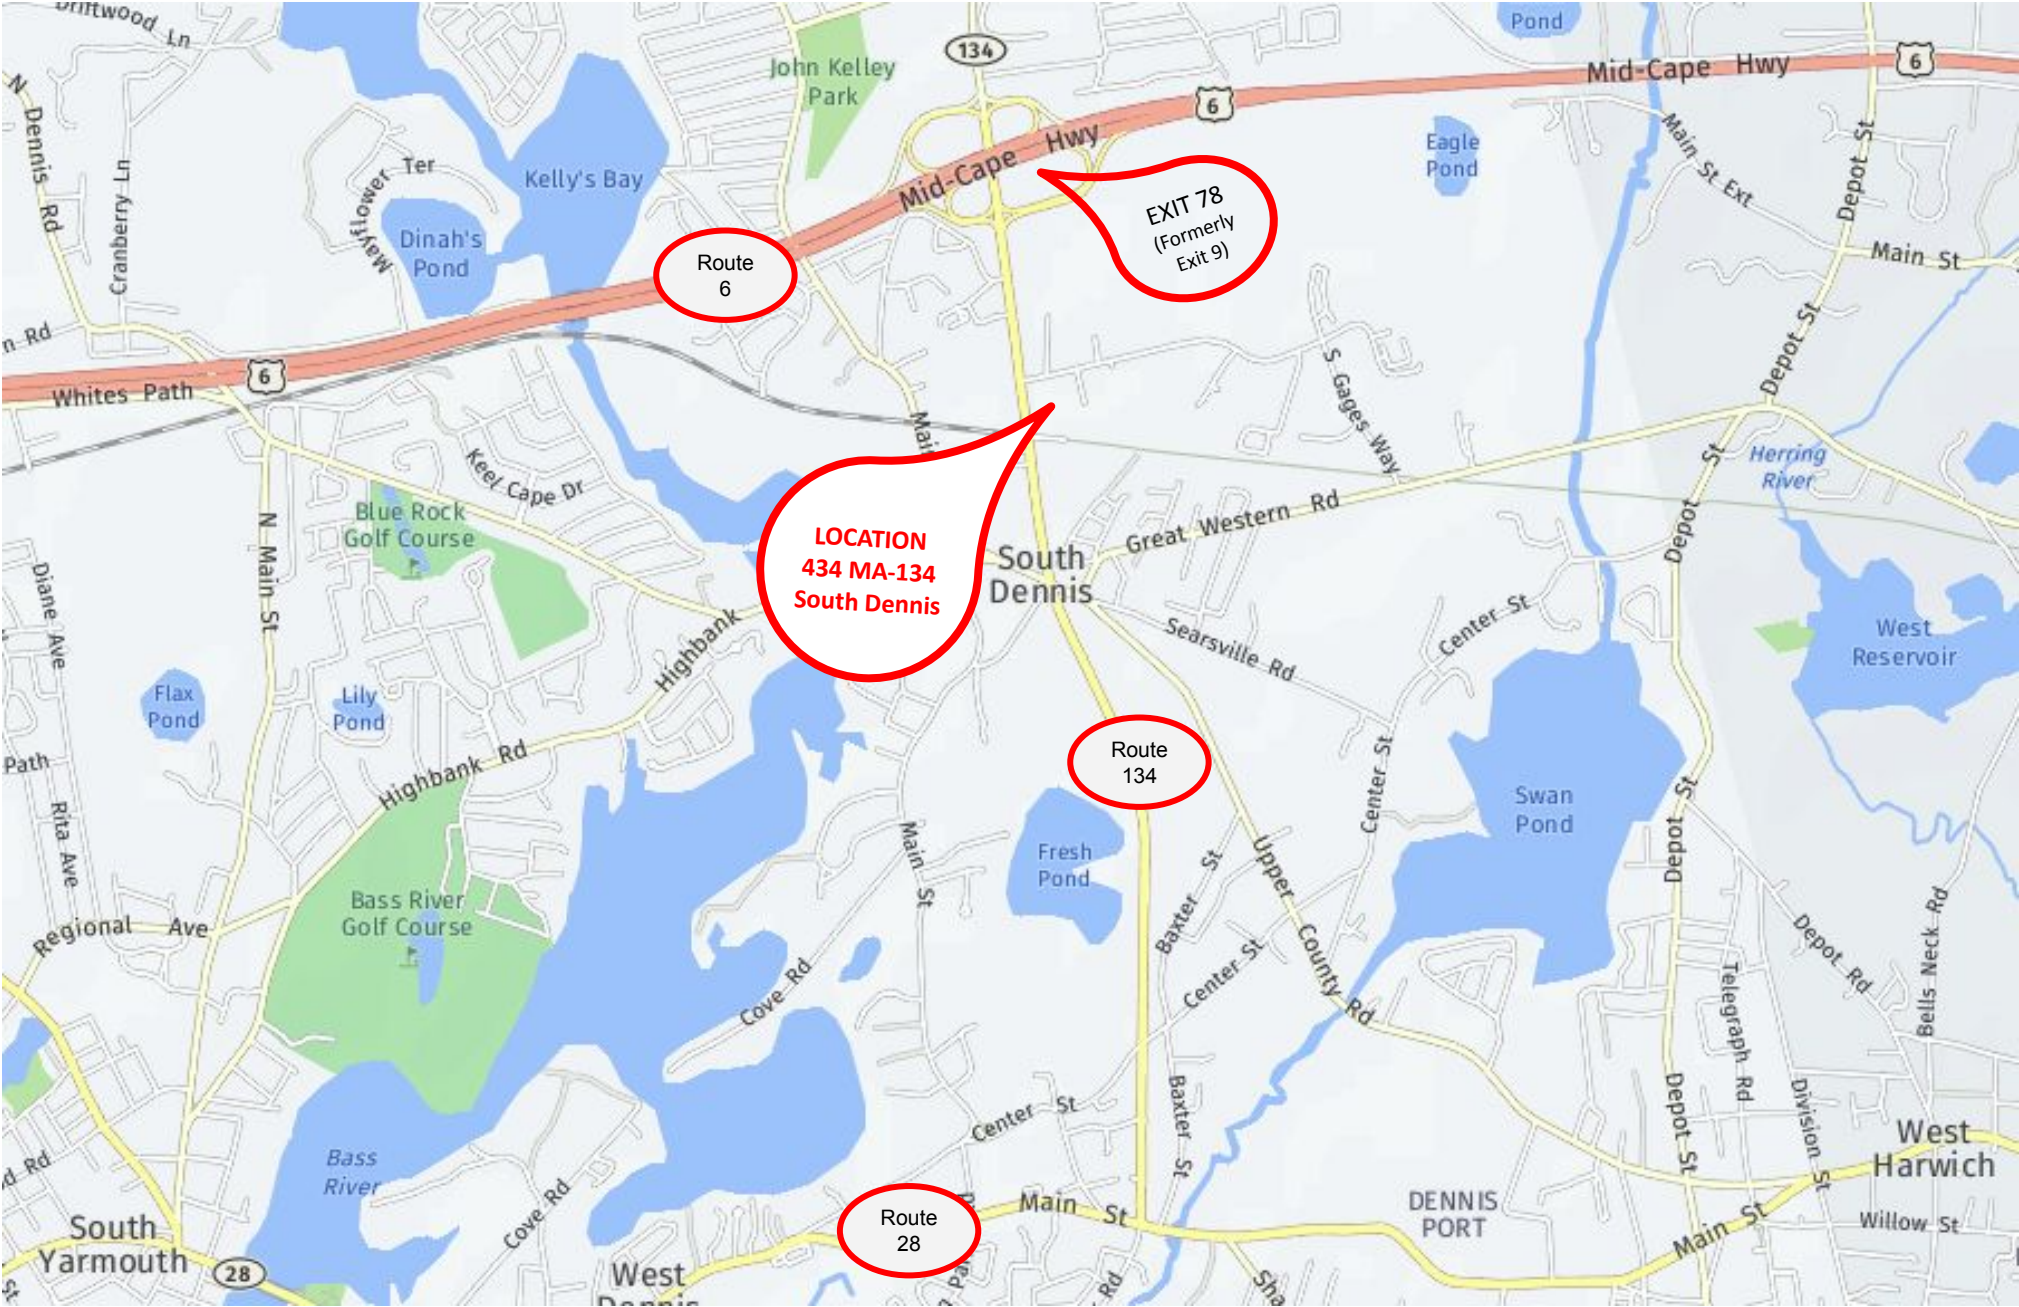 Driftwood Ln
134
John Kelley
Park
Pond
Mid-Cape Hwy
6
6
N Dennis Rd
Cranberry Ln
Mayflower Ter
Kelly's Bay
Dinah's
Pond
Mid-Cape Hwy
Eagle
Pond
Main St Ext
Depot St
Main St
EXIT 78
(Formerly
Exit 9)
Route
6
n Rd
6
Whites Path
S Gages Way
Depot St
Main
Keel Cape Dr
Blue Rock
Golf Course
N Main St
Herring
River
Depot St
Great Western Rd
LOCATION
434 MA-134
South Dennis
South
Dennis
Diane Ave
Highbank
Searsville Rd
Center St
West
Reservoir
Flax
Pond
Lily
Pond
Path
Highbank Rd
Route
134
Center St
Swan
Pond
Depot St
Rita Ave
Main St
Fresh
Pond
Baxter St
Upper County Rd
Bass River
Golf Course
Regional Ave
Cove Rd
Center St
Depot Rd
Bells Neck Rd
Telegraph Rd
Center St
Baxter St
Depot St
Division St
West
Harwich
Bass
River
d Rd
Cove Rd
Route
28
Main St
DENNIS
PORT
Main St
Willow St
South
Yarmouth
28
St
West
Dennis
Pa
Rd
Sha